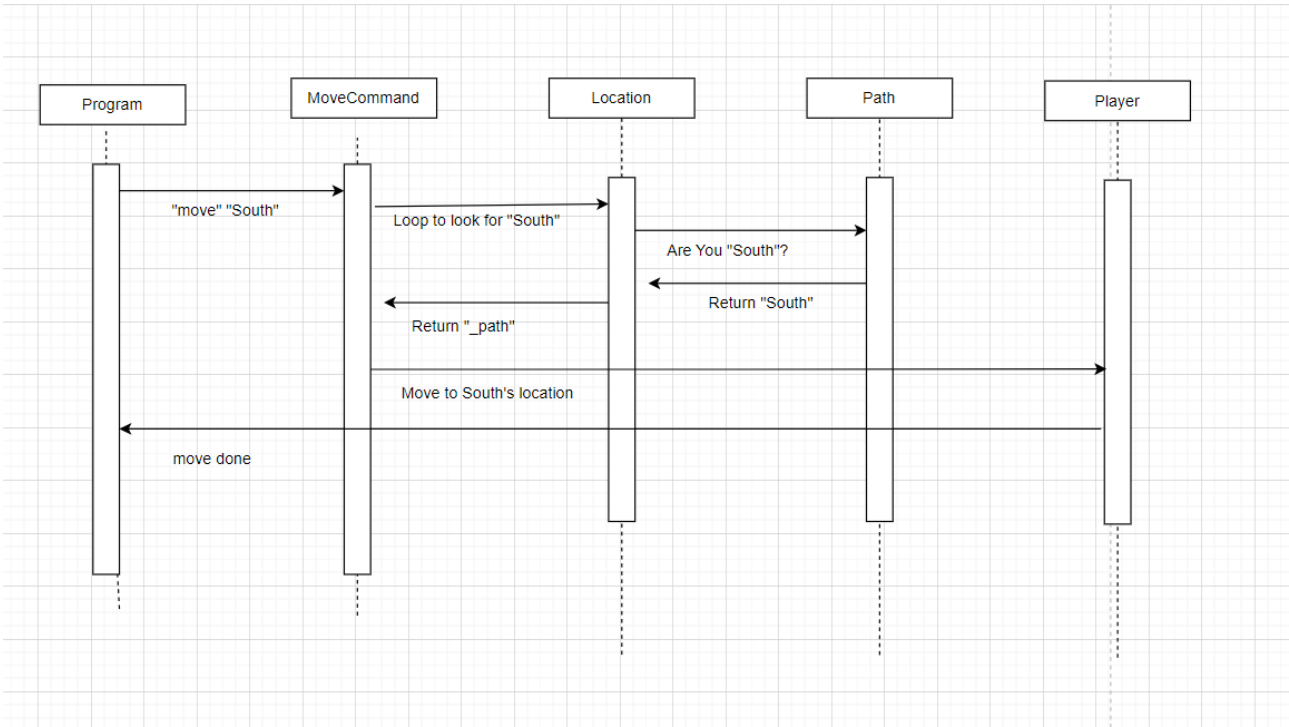 Program
MoveCommand
Location
Path
Player
"move" "South"
Loop to look for "South"
Are You "South"?
Return "South"
Return "_path"
Move to South's location
move done